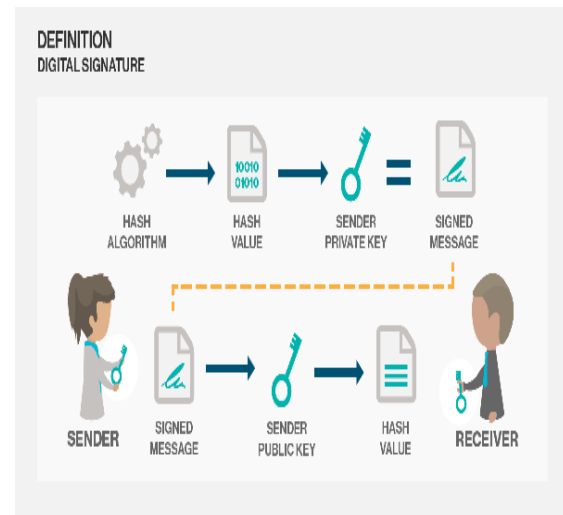 DEFINITION
DIGITAL SIGNATURE
10010
01010
HASH
ALGORITHM
HASH
VALUE
SENDER
PRIVATE KEY
SIGNED
MESSAGE
SENDER
SIGNED
MESSAGE
SENDER
PUBLIC KEY
HASH
VALUE
RECEIVER